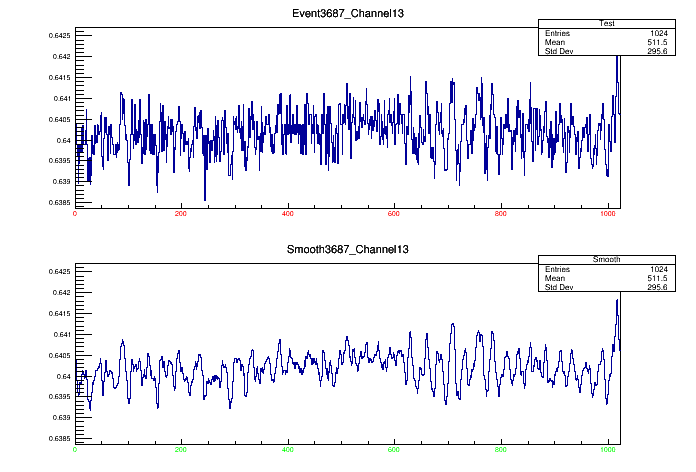 Event3687_Channel13
Test
Entries 1024
Mean 511.5
Std Dev 295.6
0.6425
0.642
0.6415
0.641
0.6405
0.64
0.6395
0.639
0.6385
0 200 400 600 800 1000
Smooth3687_Channel13
Smooth
Entries 1024
Mean 511.5
Std Dev 295.6
0.6425
0.642
0.6415
0.641
0.6405
0.64
0.6395
0.639
0.6385
0 200 400 600 800 1000